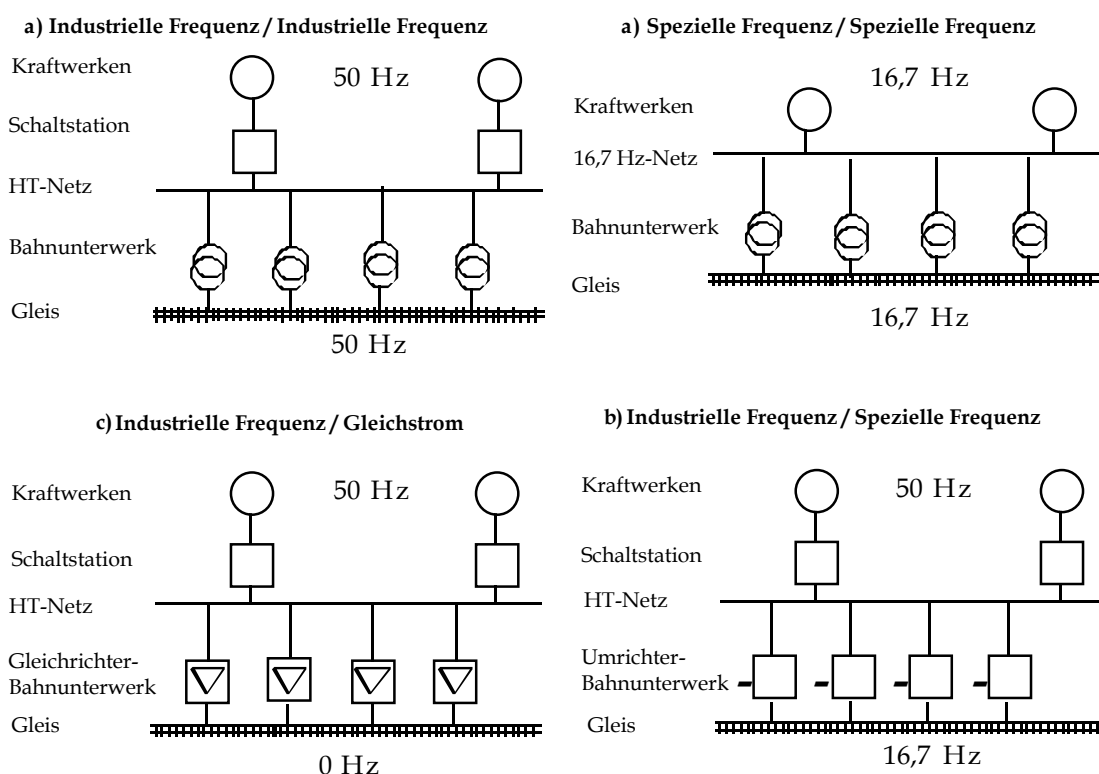 a) Industrielle Frequenz / Industrielle Frequenz
Kraftwerken
50 Hz
Schaltstation
HT-Netz
Bahnunterwerk
Gleis
50 Hz
a) Spezielle Frequenz / Spezielle Frequenz
16,7 Hz
Kraftwerken
16,7 Hz-Netz
Bahnunterwerk
Gleis
16,7 Hz
c) Industrielle Frequenz / Gleichstrom
Kraftwerken
50 Hz
Schaltstation
HT-Netz
Gleichrichter-
Bahnunterwerk
Gleis
0 Hz
b) Industrielle Frequenz / Spezielle Frequenz
Kraftwerken
50 Hz
Schaltstation
HT-Netz
Umrichter-
Bahnunterwerk
Gleis
16,7 Hz